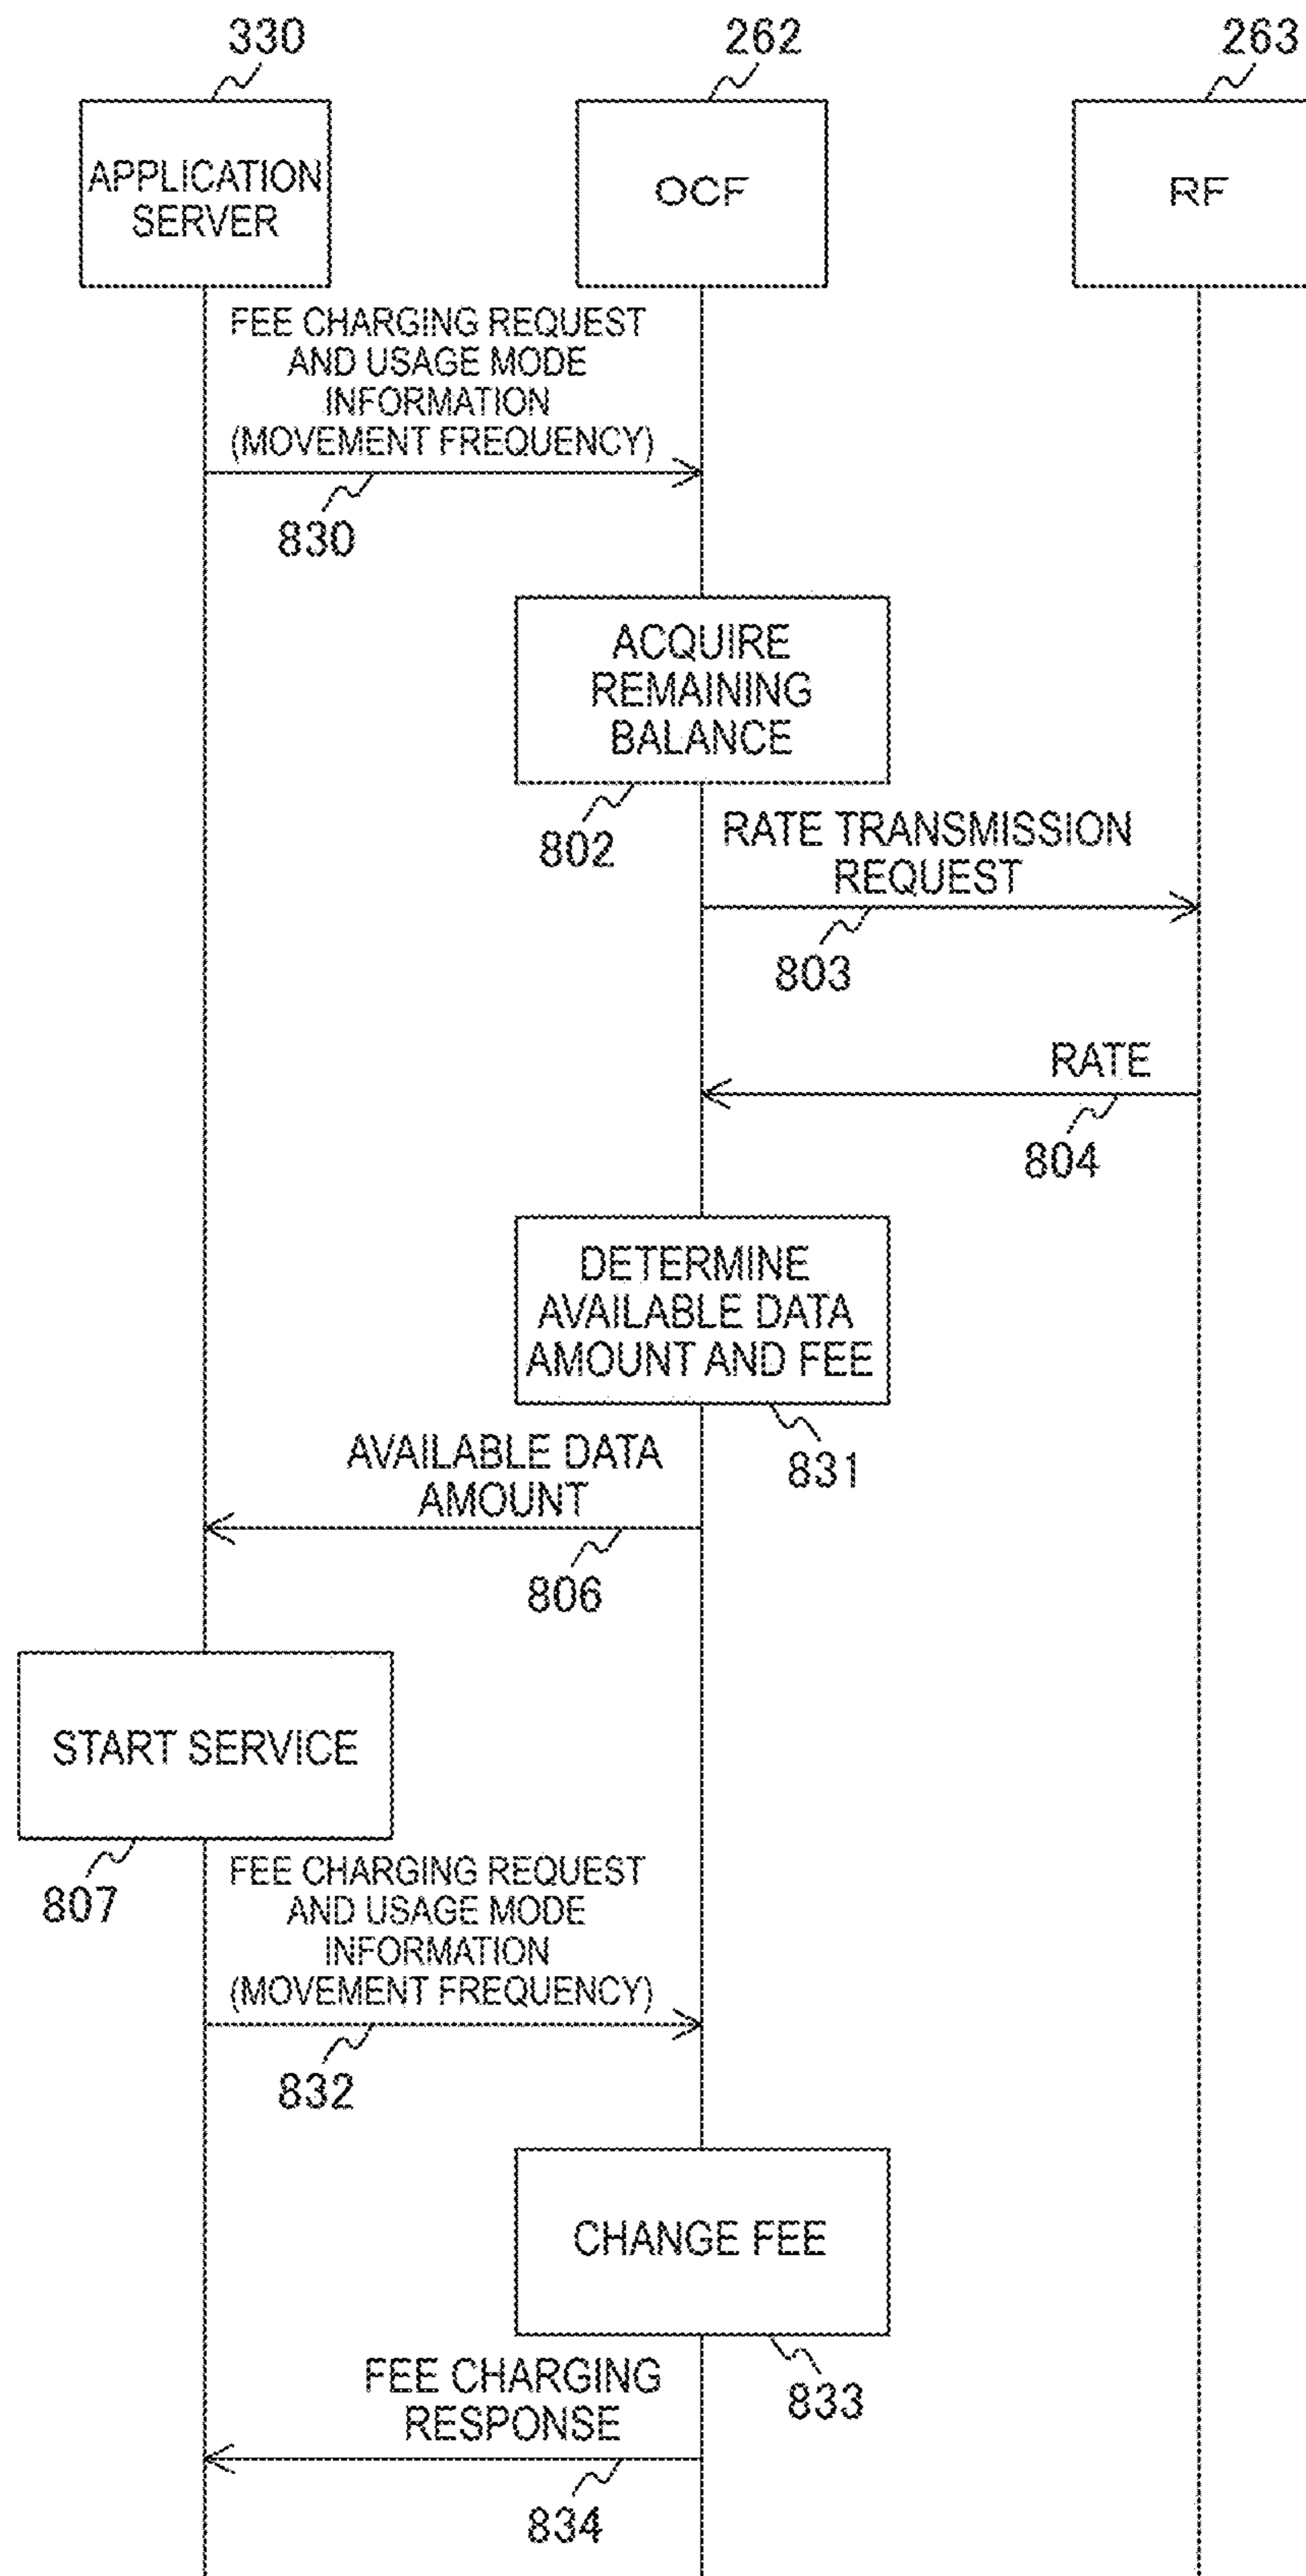 330
262
263
APPLICATION
SERVER
OCF
RF
FEE CHARGING REQUEST
AND USAGE MODE
INFORMATION
(MOVEMENT FREQUENCY)
830
ACQUIRE
REMAINING
BALANCE
802
RATE TRANSMISSION
REQUEST
803
RATE
804
DETERMINE
AVAILABLE DATA
AMOUNT AND FEE
831
AVAILABLE DATA
AMOUNT
806
START SERVICE
807
FEE CHARGING REQUEST
AND USAGE MODE
INFORMATION
(MOVEMENT FREQUENCY)
832
CHANGE FEE
833
FEE CHARGING
RESPONSE
834